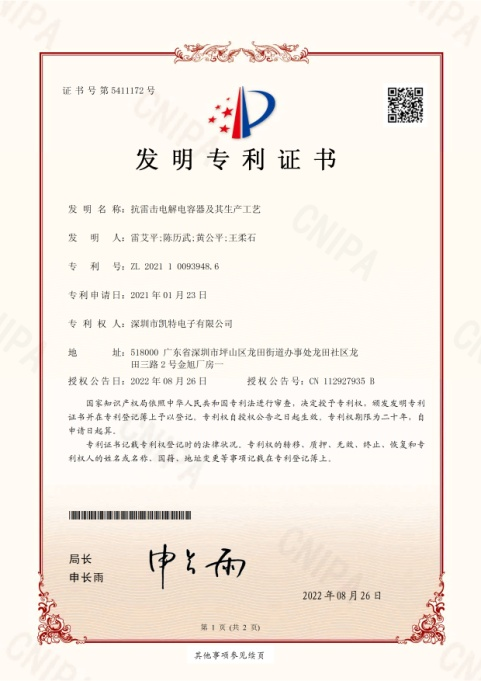 证书号第5411172号
发明专利证书
发明名称：抗雷击电解电容器及其生产工艺
发明人：雷艾平;陈历武;黄公平;王柔石
专利号：ZL 2021 1 0093948.6
专利申请日：2021年01月23日
专利权人：深圳市凯特电子有限公司
地址：518000 广东省深圳市坪山区龙田街道办事处龙田社区龙
田三路2号金旭厂房一
授权公告日：2022年08月26日 授权公告号：CN 112927935 B
国家知识产权局依照中华人民共和国专利法进行审查，决定授予专利权，颁发发明专利
证书并在专利登记簿上予以登记。专利权自授权公告之日起生效。专利权期限为二十年，自
申请日起算。
专利证书记载专利权登记时的法律状况。专利权的转移、质押、无效、终止、恢复和专
利权人的姓名或名称、国籍、地址变更等事项记载在专利登记簿上。
局长
申长雨
申长雨
2022年08月26日
第1页(共2页)
其他事项参见续页
CNIPA
CNIPA
CNIPA
CNIPA
CNIPA